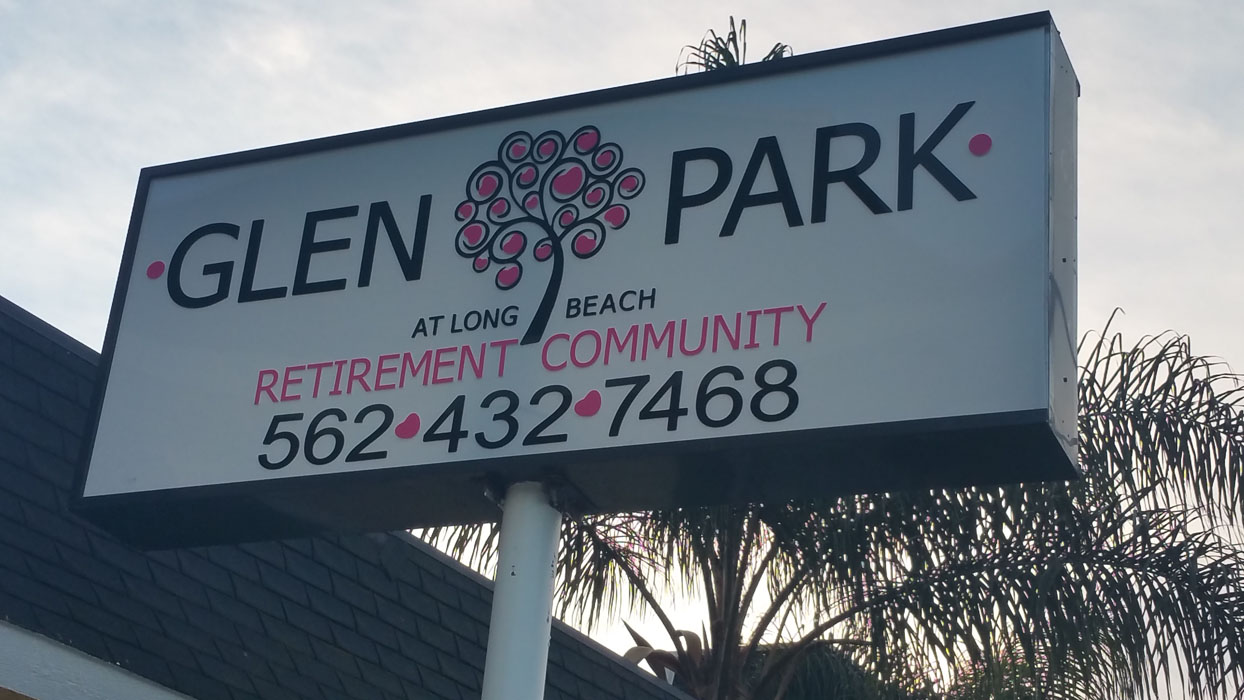 GLEN PARK
AT LONG BEACH
RETIREMENT COMMUNITY
562•432•7468